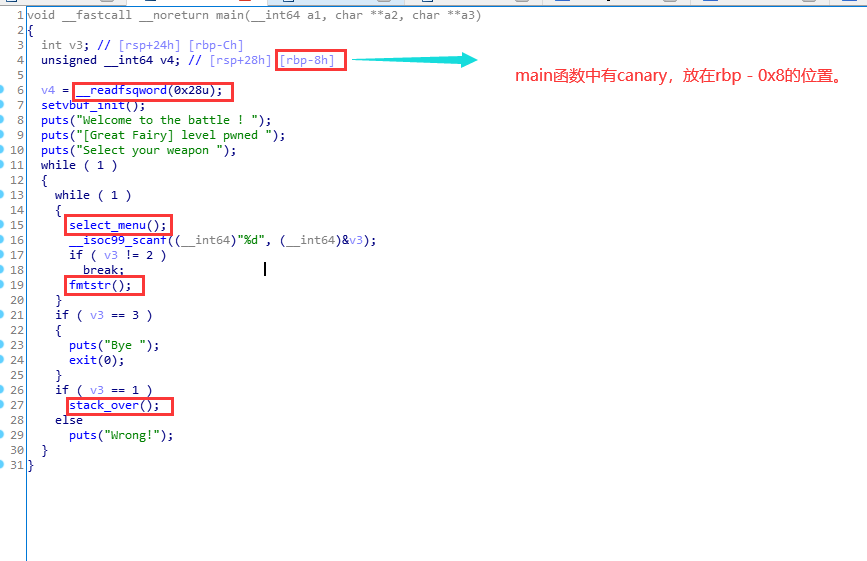 1 void __fastcall __noreturn main(__int64 a1, char **a2, char **a3)
2 {
3 int v3; // [rsp+24h] [rbp-Ch]
4 unsigned __int64 v4; // [rsp+28h] [rbp-8h]
main函数中有canary，放在rbp - 0x8的位置。
5
6 v4 = __readfsqword(0x28u);
7 setvbuf_init();
8 puts("Welcome to the battle ! ");
9 puts("[Great Fairy] level pwned ");
10 puts("Select your weapon ");
11 while ( 1 )
12 {
13 while ( 1 )
14 {
15 select_menu();
16 __isoc99_scanf((__int64)"%d", (__int64)&v3);
17 if ( v3 != 2 )
18 break;
19 fmtstr();
20 }
21 if ( v3 == 3 )
22 {
23 puts("Bye ");
24 exit(0);
25 }
26 if ( v3 == 1 )
27 stack_over();
28 else
29 puts("Wrong!");
30 }
31 }